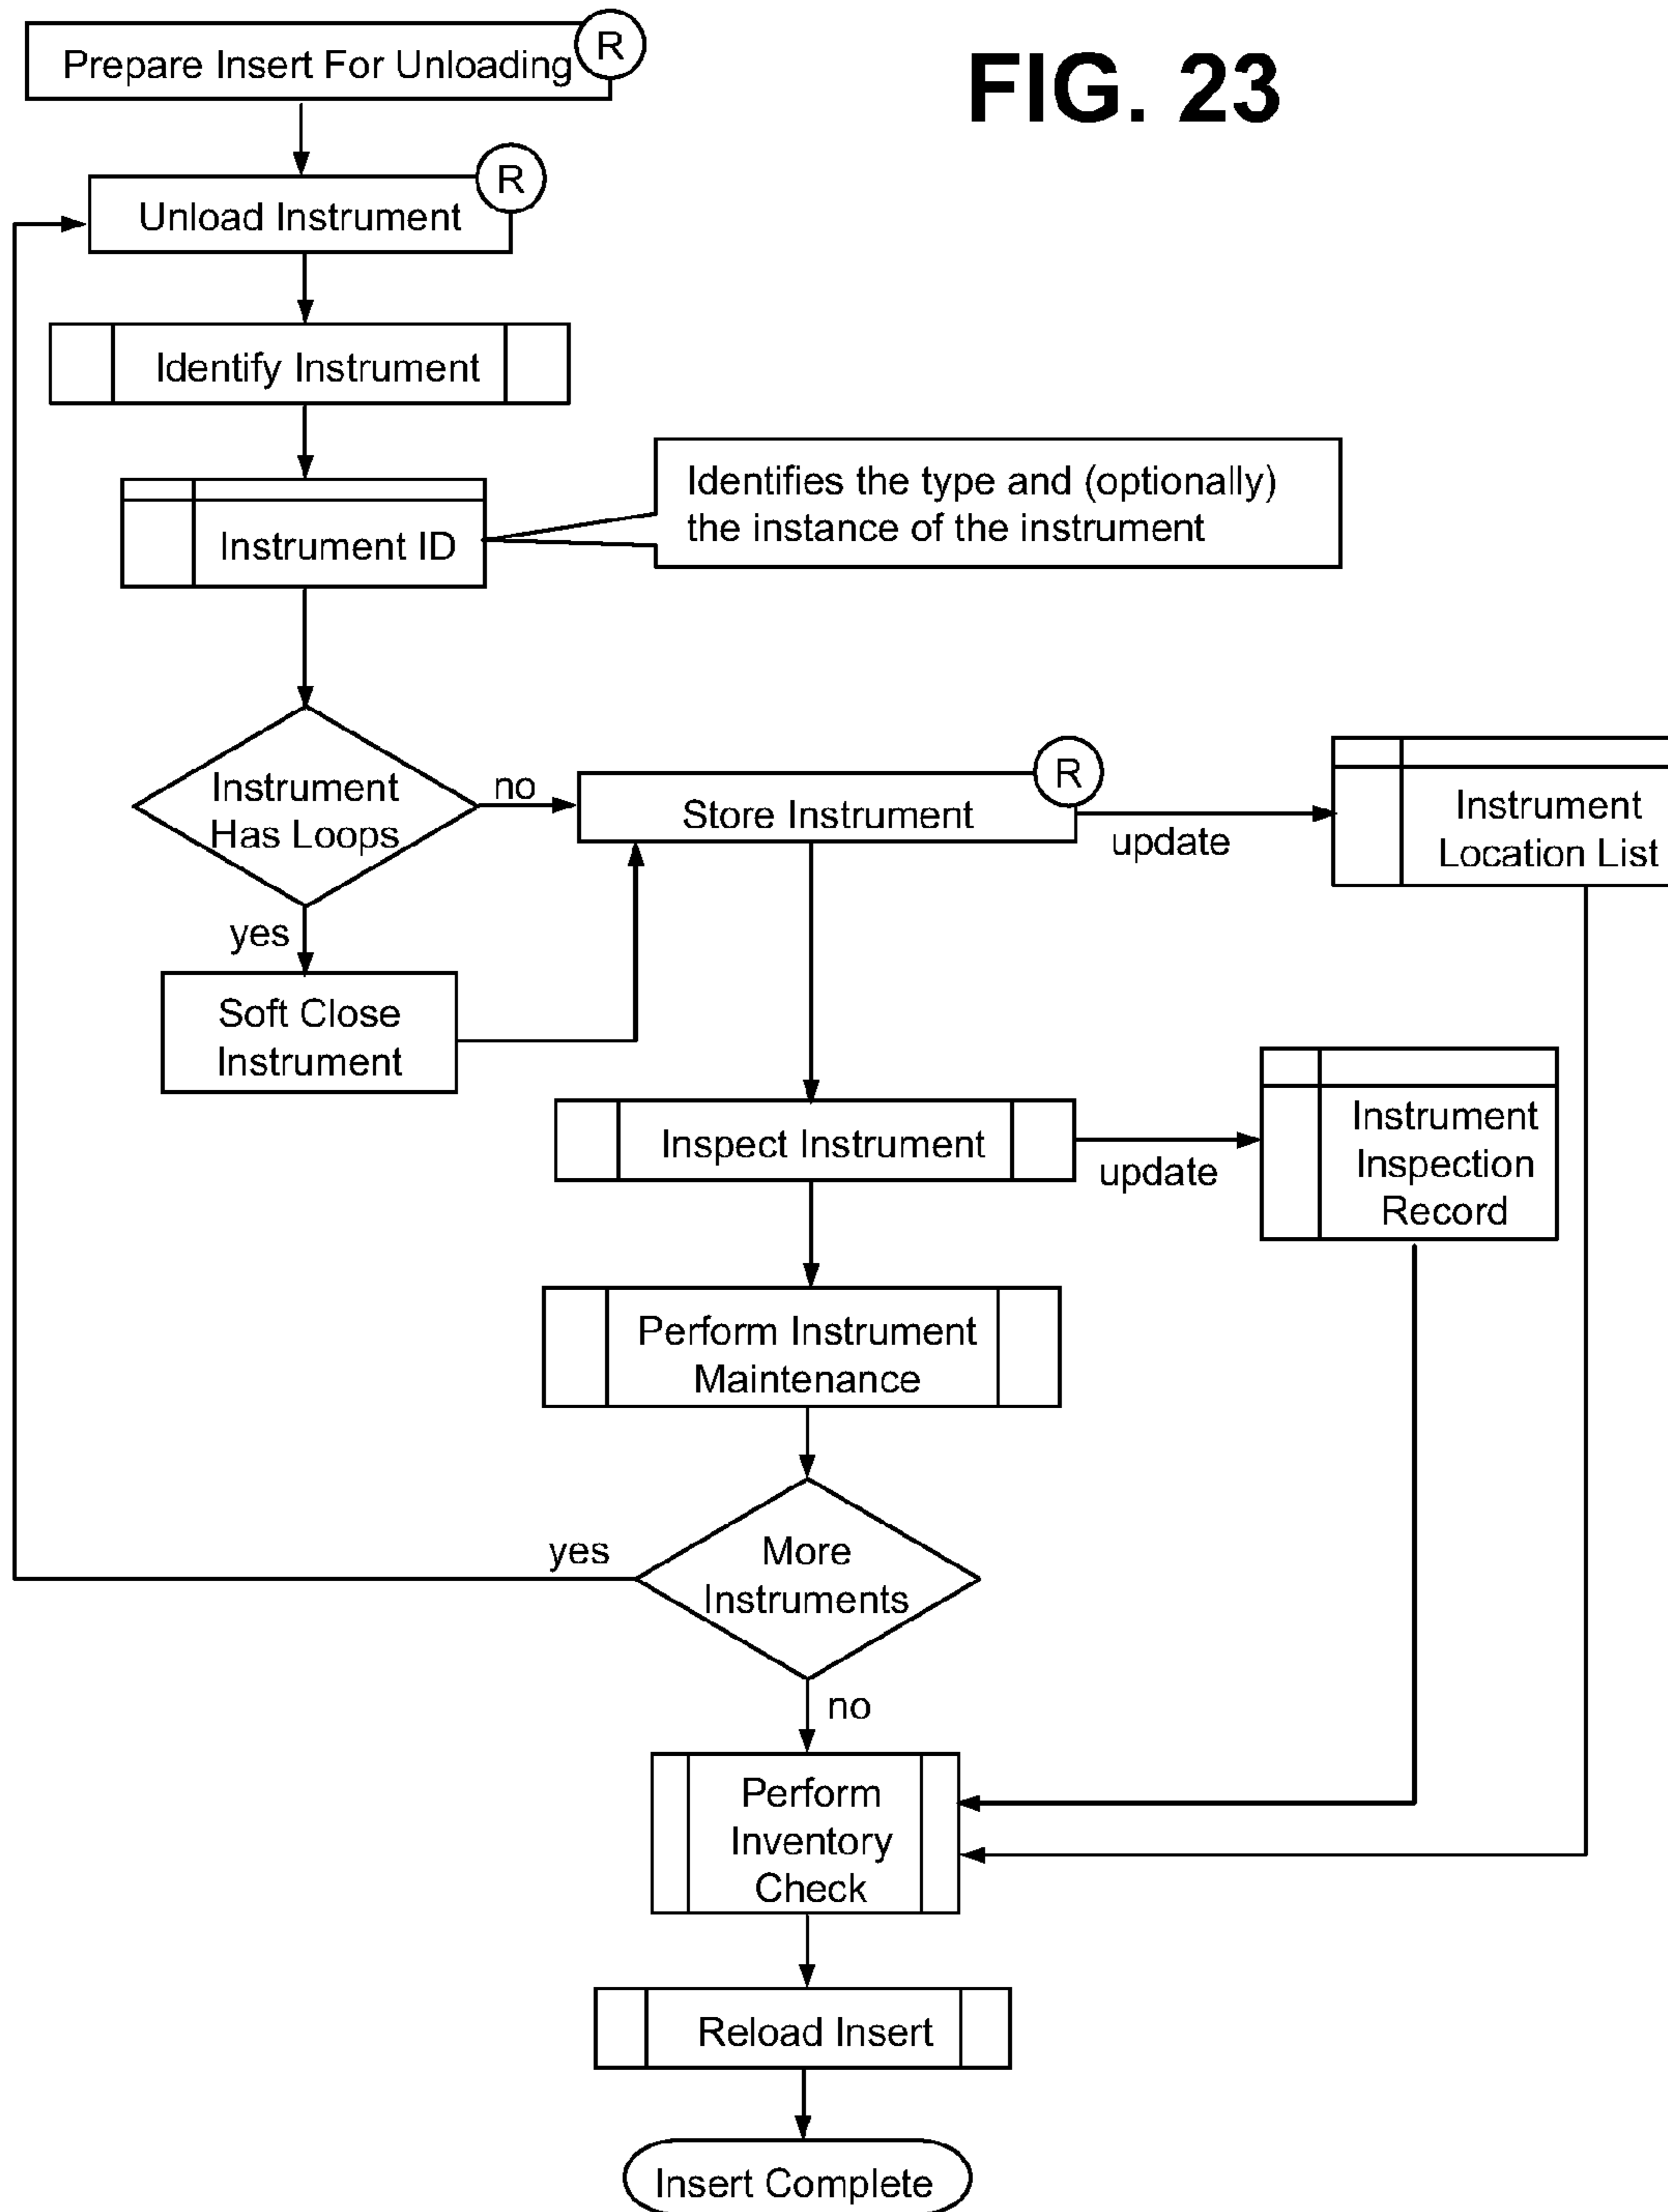 FIG. 23
Prepare Insert For Unloading
R
Unload Instrument
R
Identify Instrument
Instrument ID
Identifies the type and (optionally)
the instance of the instrument
Instrument
Has Loops
no
yes
Soft Close
Instrument
Store Instrument
R
update
Instrument
Location List
Inspect Instrument
update
Instrument
Inspection
Record
Perform Instrument
Maintenance
More
Instruments
yes
no
Perform
Inventory
Check
Reload Insert
Insert Complete